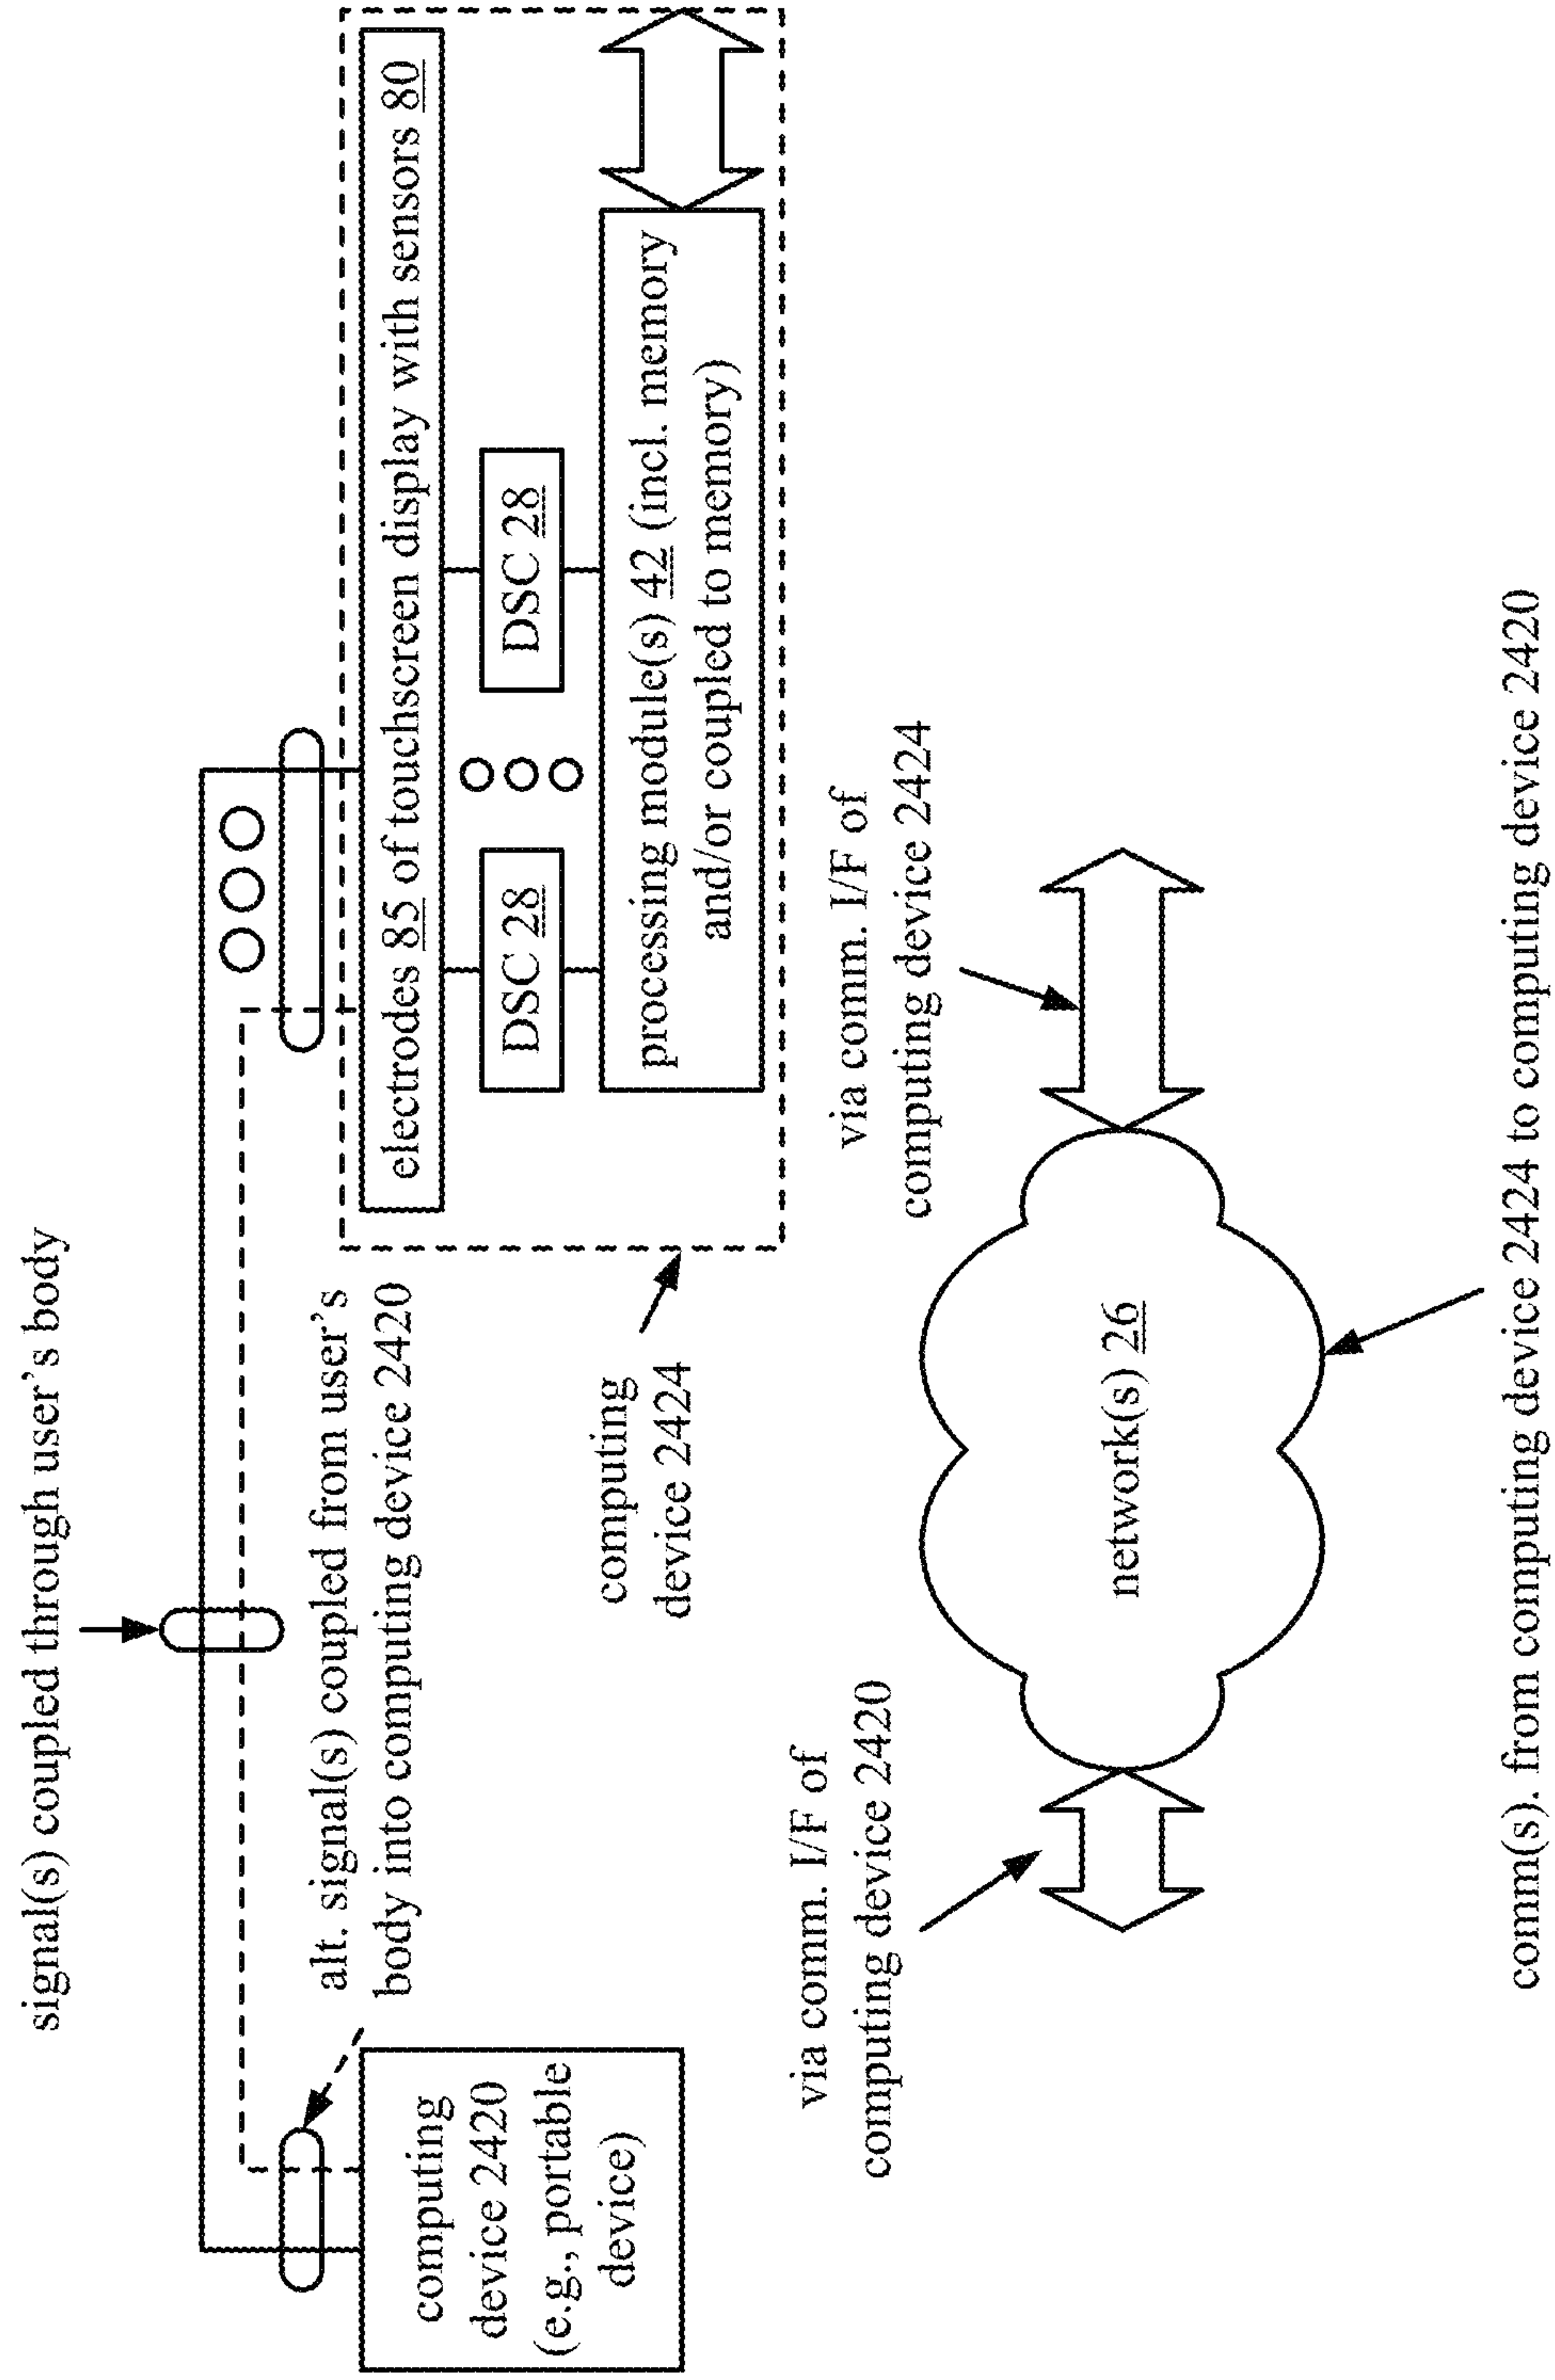 signal(s) coupled through user's body
alt. signal(s) coupled from user's
body into computing device 2420
computing
device 2420
(e.g., portable
device)
electrodes 85 of touchscreen display with sensors 80
DSC 28
DSC 28
processing module(s) 42 (incl. memory
and/or coupled to memory)
computing
device 2424
via comm. I/F of
computing device 2420
network(s) 26
via comm. I/F of
computing device 2424
comm(s). from computing device 2424 to computing device 2420